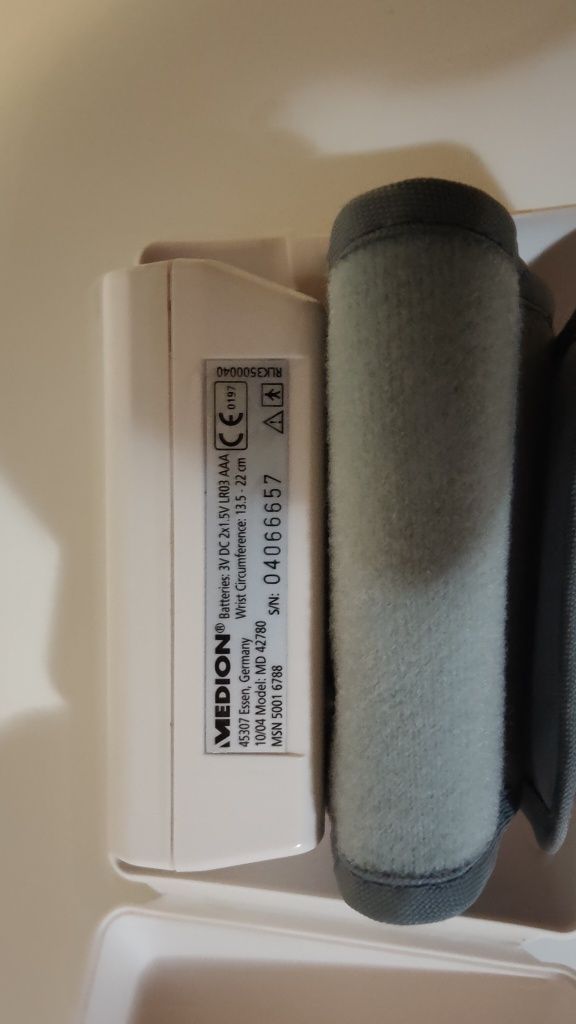 MEDION® Batteries: 3V DC 2x1.5V LR03 AAA
45307 Essen, Germany Wrist Circumference: 13.5 - 22 cm
10/04 Model: MD 42780
MSN 5001 6788 S/N: 04066657
CE 0197
RLK3500040